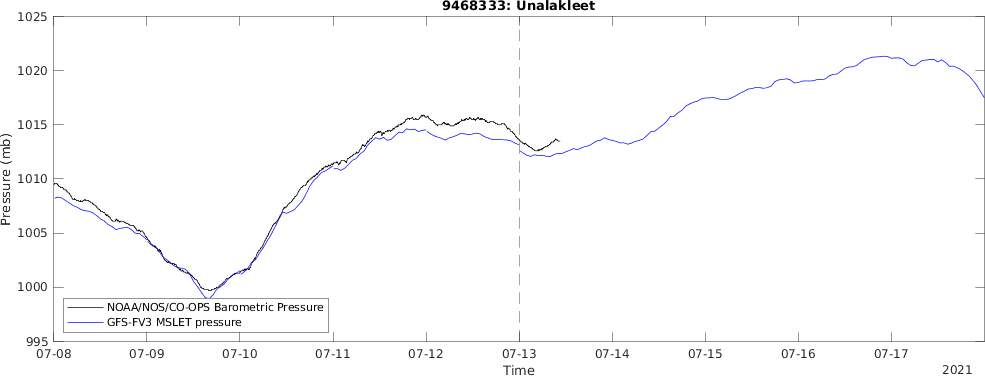 9468333: Unalakleet
1025
1020
1015
1010
1005
1000
995
Pressure (mb)
NOAA/NOS/CO-OPS Barometric Pressure
GFS-FV3 MSLET pressure
07-08 07-09 07-10 07-11 07-12 07-13 07-14 07-15 07-16 07-17
Time
2021